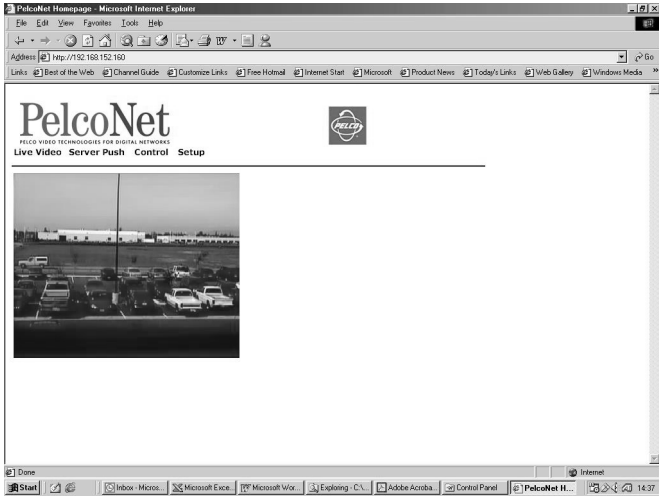 PelcoNet Homepage - Microsoft Internet Explorer
File Edit View Favorites Tools Help
Address http://192.168.152.160 Go
Links Best of the Web Channel Guide Customize Links Free Hotmail Internet Start Microsoft Product News Today's Links Web Gallery Windows Media »
PelcoNet
PELCO VIDEO TECHNOLOGIES FOR DIGITAL NETWORKS
PELCO
Live Video Server Push Control Setup
Done Internet
Start Inbox - Micros... Microsoft Exce... Microsoft Wor... Exploring - C:\... Adobe Acroba... Control Panel PelcoNet H... 14:37